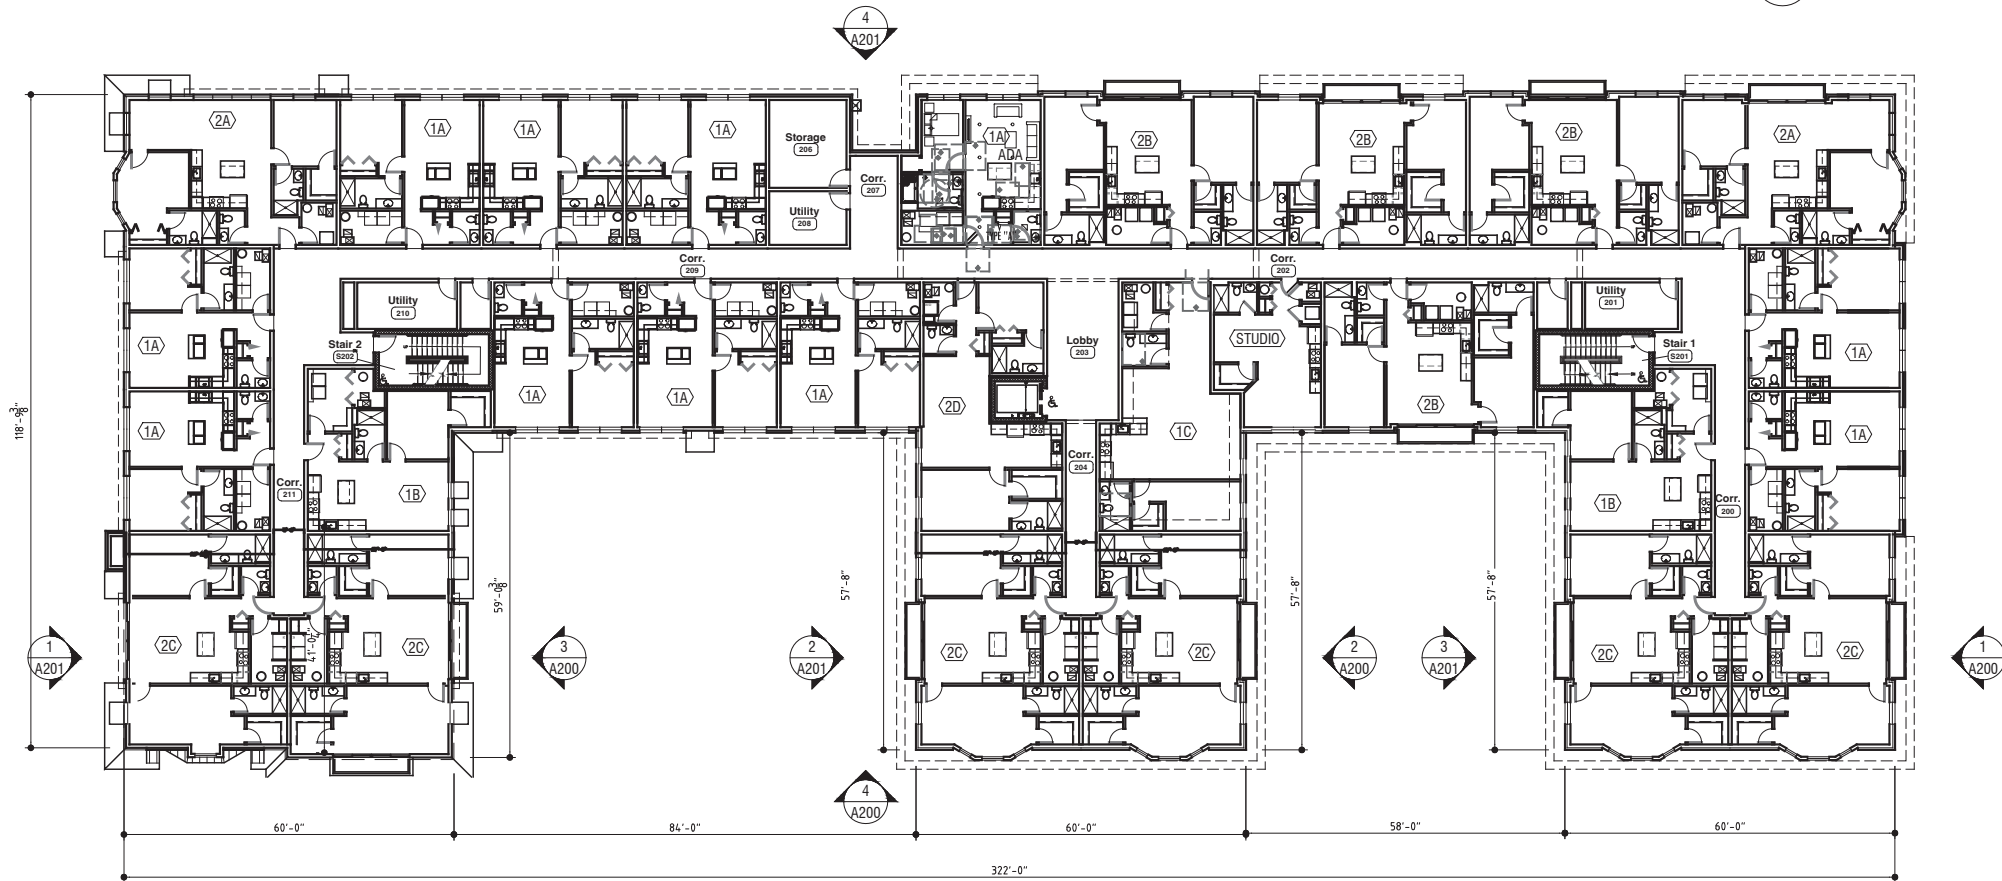 4
A201
2A
1A
1A
1A
Storage
206
Corr.
207
Utility
208
1A
ADA
2B
2B
2B
2A
Corr.
209
Corr.
202
Utility
210
Utility
201
Stair 2
S202
Lobby
203
STUDIO
Stair 1
S201
1A
1A
1A
1A
1A
2D
2B
1A
118'-9 3/8"
1A
1C
1A
Corr.
204
Corr.
211
1B
1B
Corr.
200
59'-0 3/8"
57'-8"
57'-8"
57'-8"
1
A201
2C
2C
3
A200
2
A201
2C
2C
2
A200
3
A201
2C
2C
1
A200
4
A200
60'-0"
84'-0"
60'-0"
58'-0"
60'-0"
322'-0"